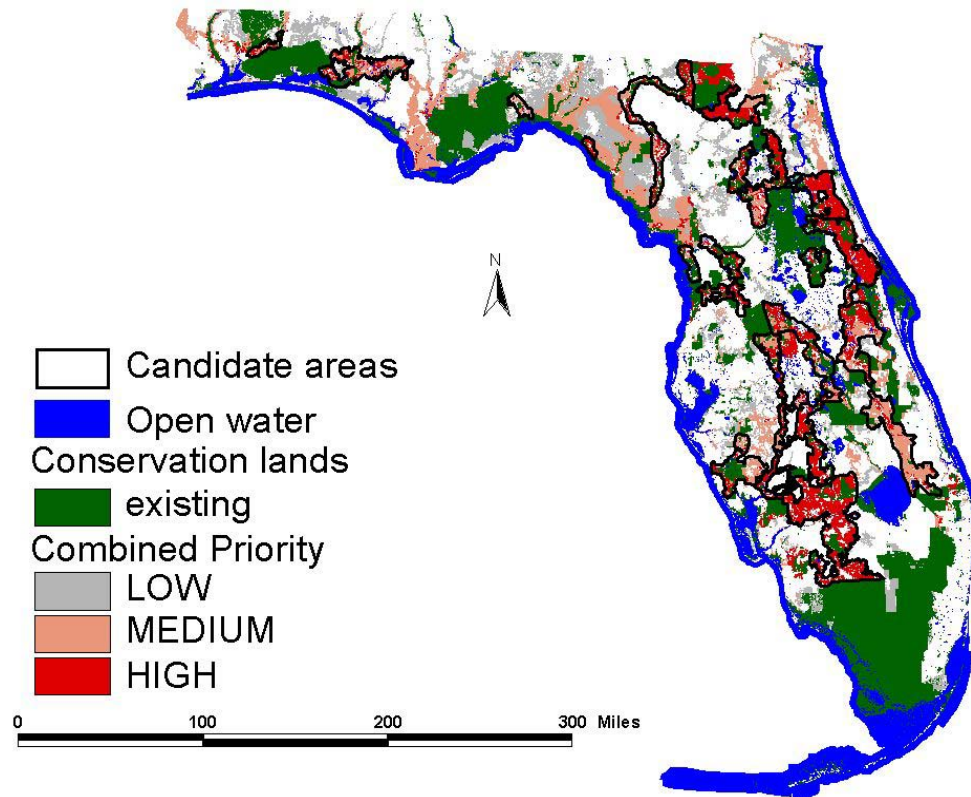 N
Candidate areas
Open water
Conservation lands
existing
Combined Priority
LOW
MEDIUM
HIGH
0 100 200 300 Miles